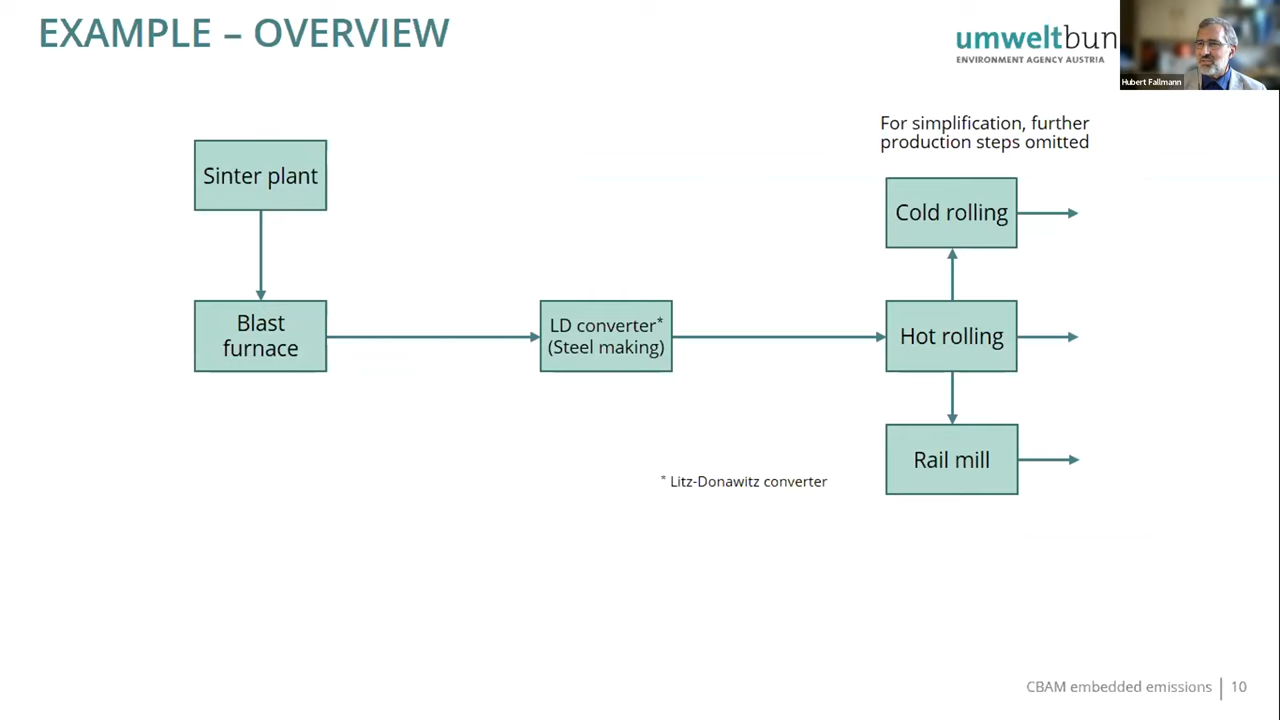 EXAMPLE – OVERVIEW
umweltbun
ENVIRONMENT AGENCY AUSTRIA
Hubert Fallmann
For simplification, further
production steps omitted
Sinter plant
Cold rolling
Blast
furnace
LD converter*
(Steel making)
Hot rolling
Rail mill
* Litz-Donawitz converter
CBAM embedded emissions | 10